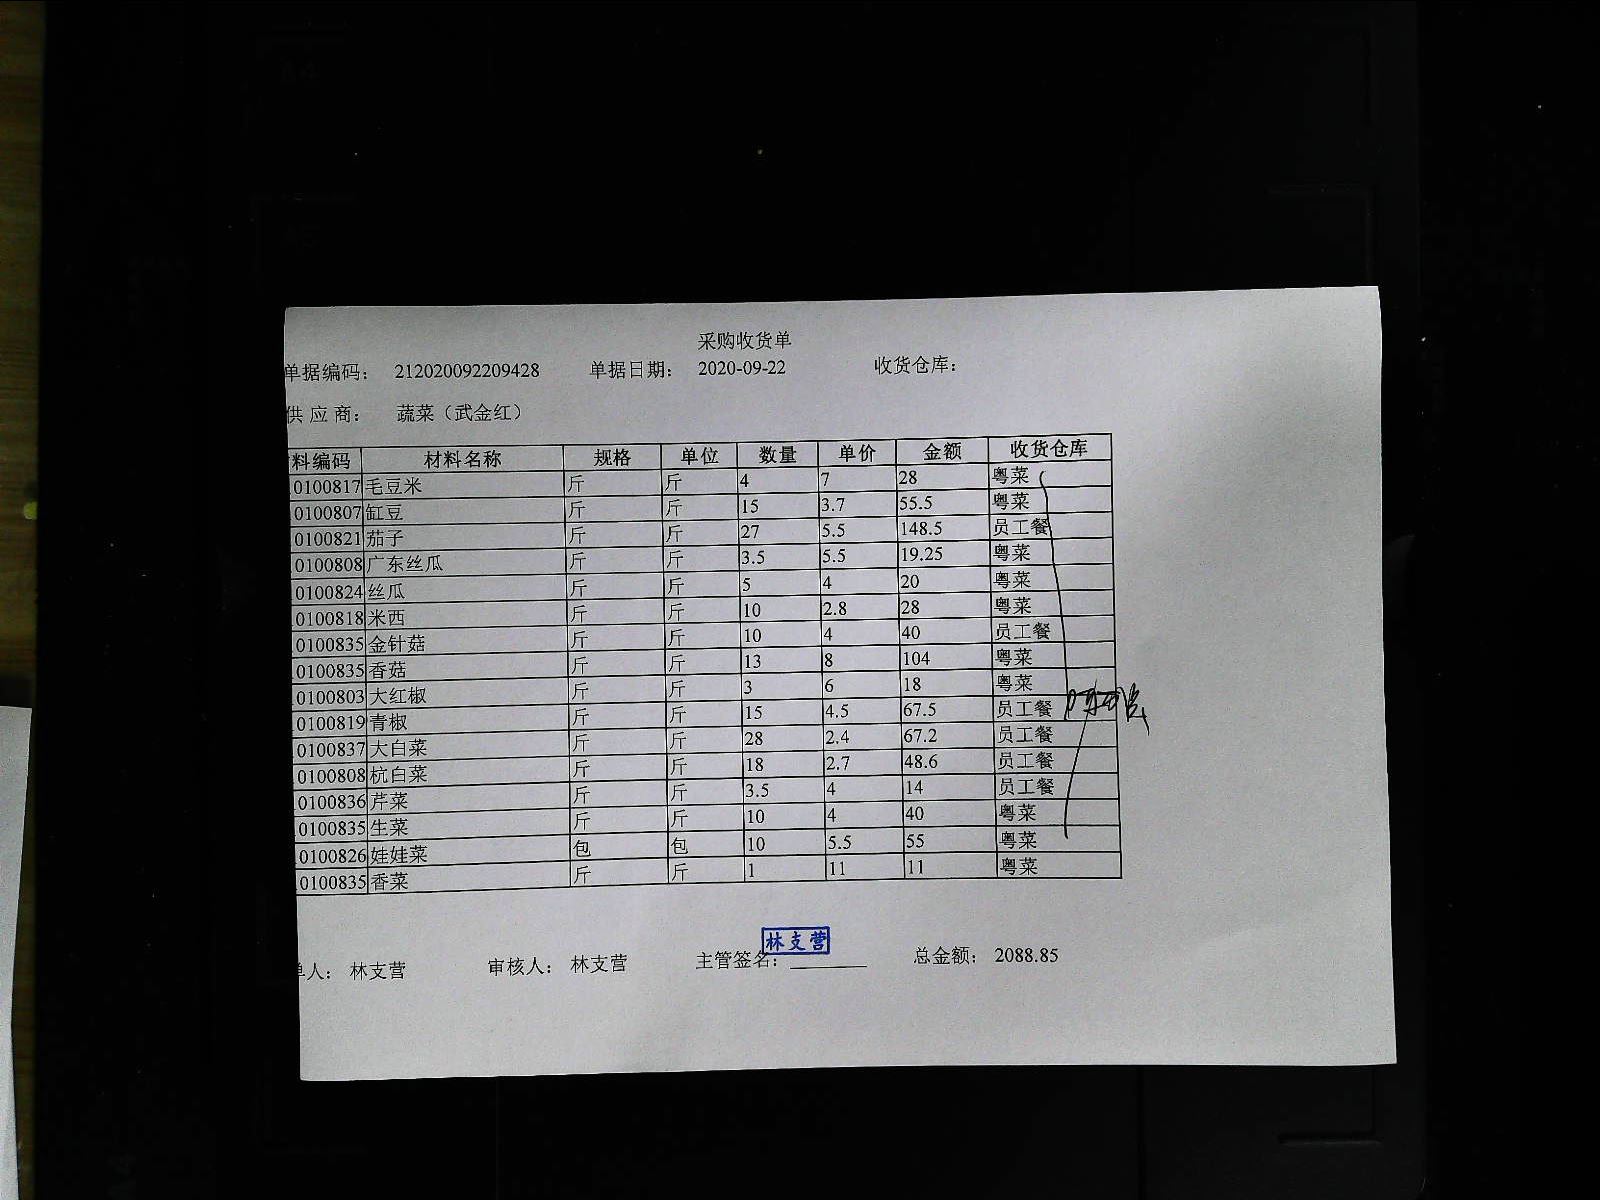 采购收货单
单据编码： 212020092209428 单据日期： 2020-09-22 收货仓库：
供 应 商： 蔬菜（武金红）
料编码 材料名称 规格 单位 数量 单价 金额 收货仓库
0100817 毛豆米 斤 斤 4 7 28 粤菜
0100807 缸豆 斤 斤 15 3.7 55.5 粤菜
0100821 茄子 斤 斤 27 5.5 148.5 员工餐
0100808 广东丝瓜 斤 斤 3.5 5.5 19.25 粤菜
0100824 丝瓜 斤 斤 5 4 20 粤菜
0100818 米西 斤 斤 10 2.8 28 粤菜
0100835 金针菇 斤 斤 10 4 40 员工餐
0100835 香菇 斤 斤 13 8 104 粤菜
0100803 大红椒 斤 斤 3 6 18 粤菜
0100819 青椒 斤 斤 15 4.5 67.5 员工餐
0100837 大白菜 斤 斤 28 2.4 67.2 员工餐
0100808 杭白菜 斤 斤 18 2.7 48.6 员工餐
0100836 芹菜 斤 斤 3.5 4 14 员工餐
0100835 生菜 斤 斤 10 4 40 粤菜
0100826 娃娃菜 包 包 10 5.5 55 粤菜
0100835 香菜 斤 斤 1 11 11 粤菜
林支营
单人： 林支营 审核人： 林支营 主管签名： 总金额： 2088.85